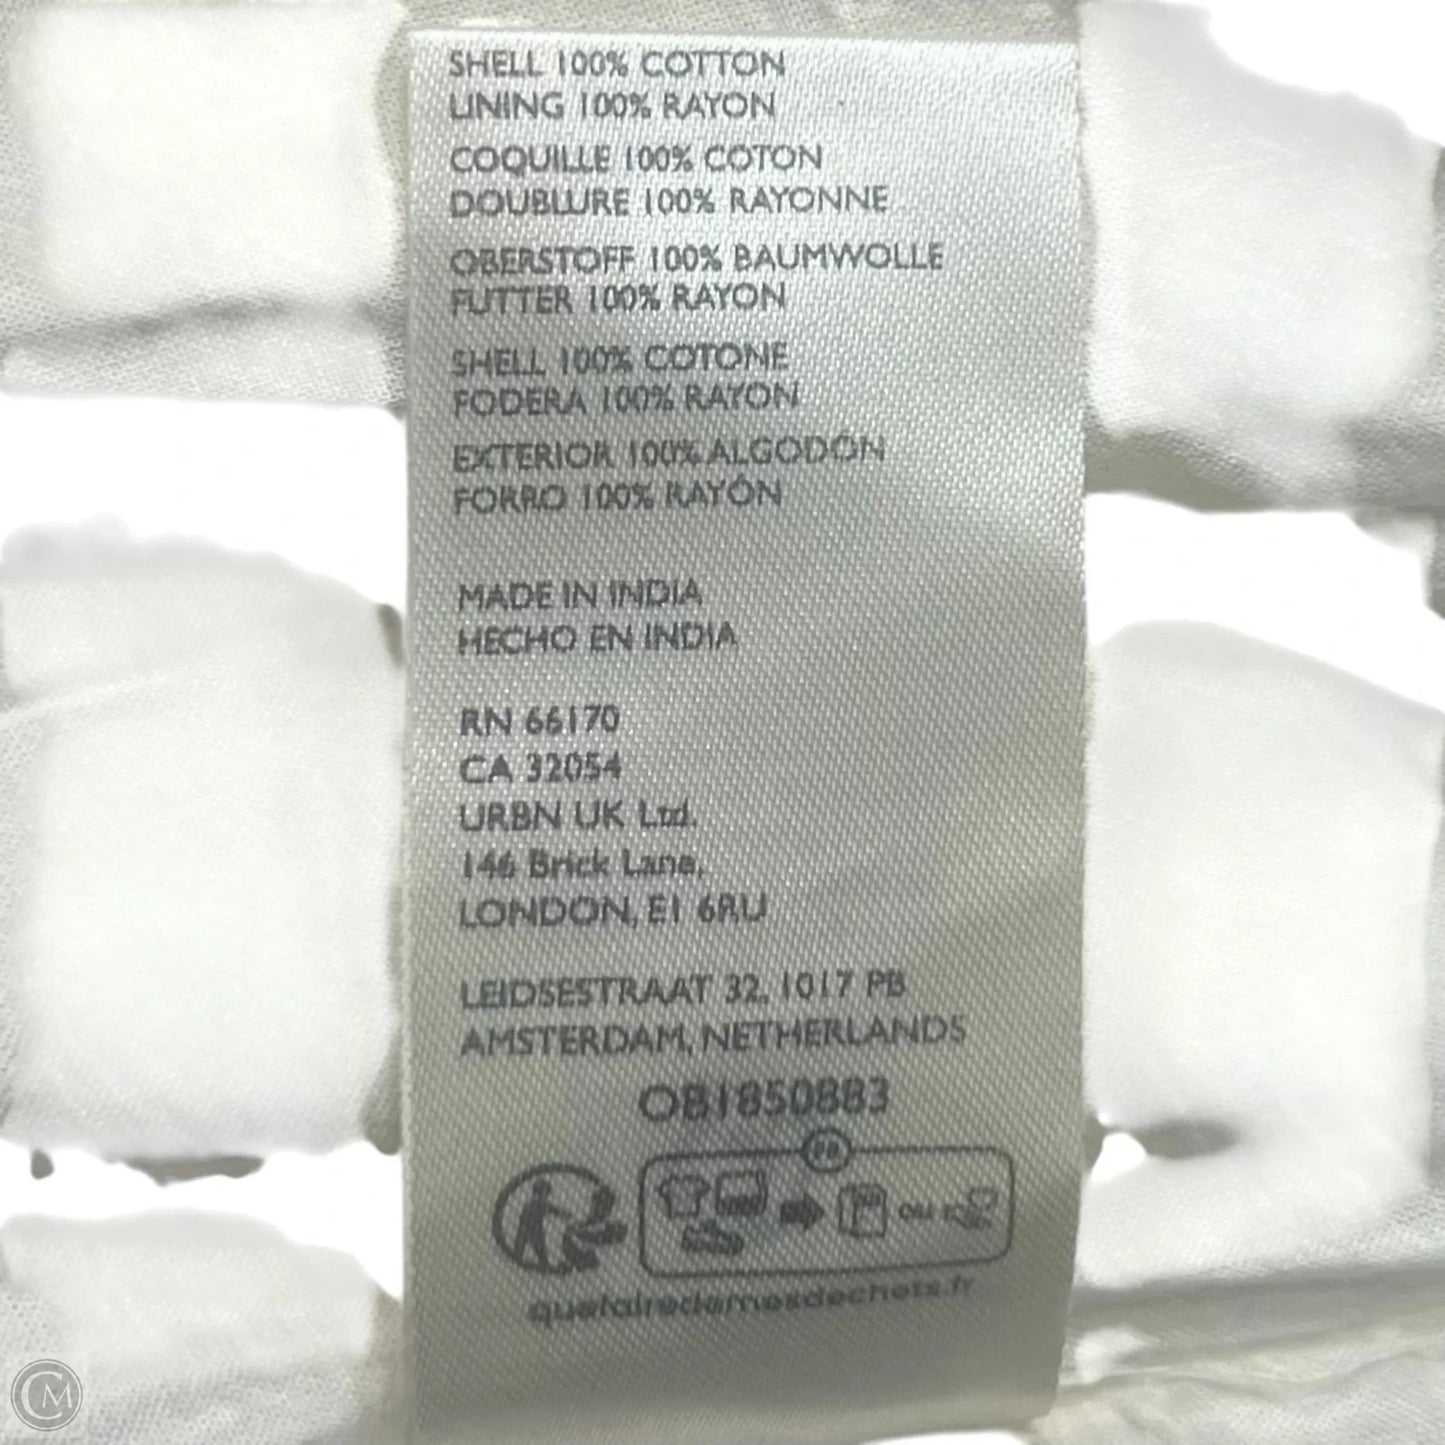 SHELL 100% COTTON
LINING 100% RAYON
COQUILLE 100% COTON
DOUBLURE 100% RAYONNE
OBERSTOFF 100% BAUMWOLLE
FUTTER 100% RAYON
SHELL 100% COTONE
FODERA 100% RAYON
EXTERIOR 100% ALGODÓN
FORRO 100% RAYÓN
MADE IN INDIA
HECHO EN INDIA
RN 66170
CA 32054
URBN UK Ltd.
146 Brick Lane,
LONDON, E1 6RU
LEIDSESTRAAT 32, 1017 PB
AMSTERDAM, NETHERLANDS
OB1850883
FR
OU
quefairedemesdechets.fr
CM